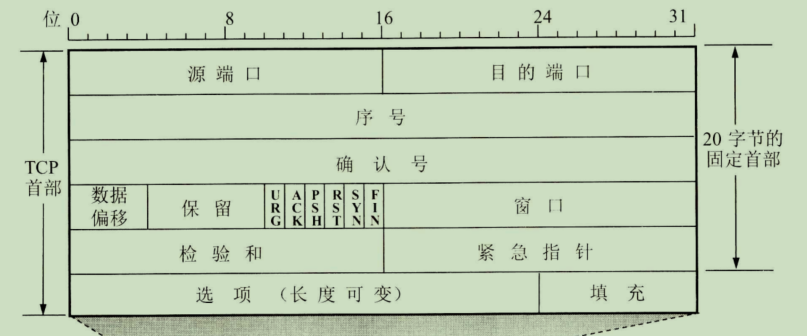 位 0 8 16 24 31
源端口 目的端口
序号
确认号
TCP
首部
20 字节的
固定首部
数据
偏移
保留
URG
ACK
PSH
RST
SYN
FIN
窗口
检验和 紧急指针
选项 (长度可变) 填充